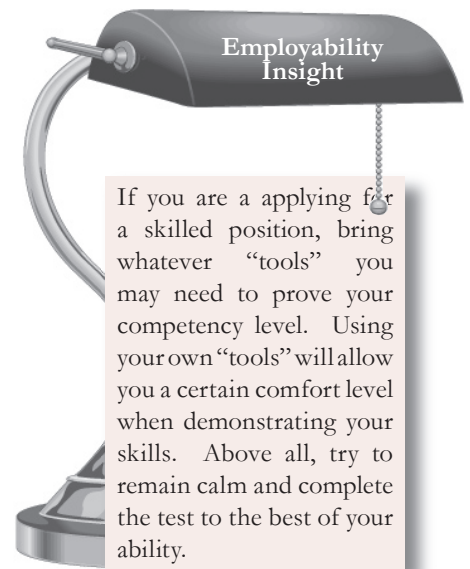 Employability
Insight
If you are a applying for
a skilled position, bring
whatever “tools” you
may need to prove your
competency level. Using
your own “tools” will allow
you a certain comfort level
when demonstrating your
skills. Above all, try to
remain calm and complete
the test to the best of your
ability.